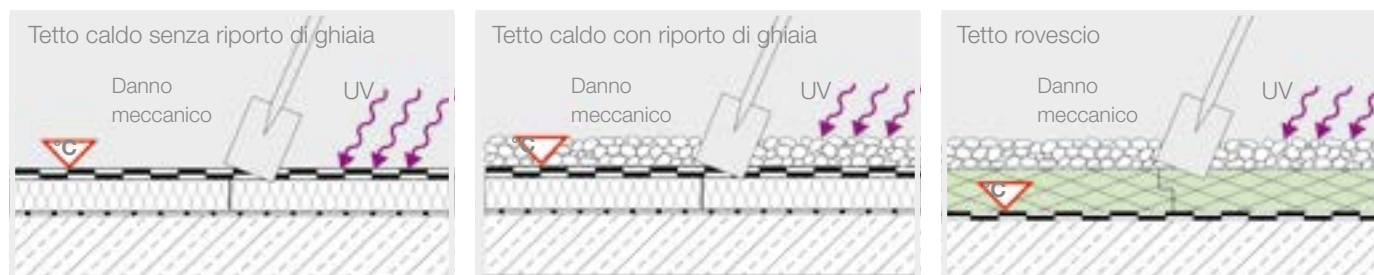 Tetto caldo senza riporto di ghiaia
Danno
meccanico
UV
°C
Tetto caldo con riporto di ghiaia
Danno
meccanico
UV
°C
Tetto rovescio
Danno
meccanico
UV
°C